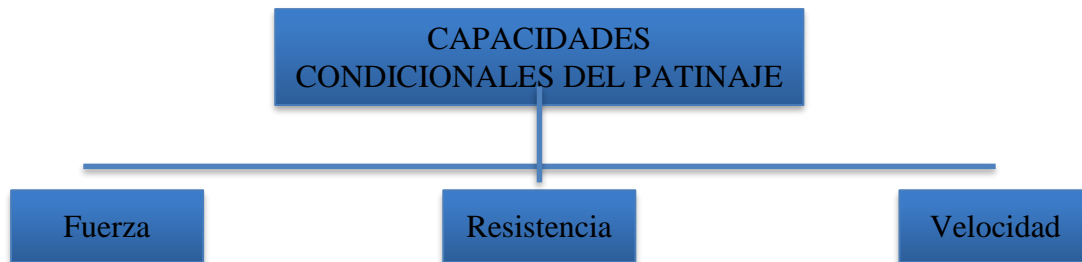 CAPACIDADES
CONDICIONALES DEL PATINAJE
Fuerza
Resistencia
Velocidad